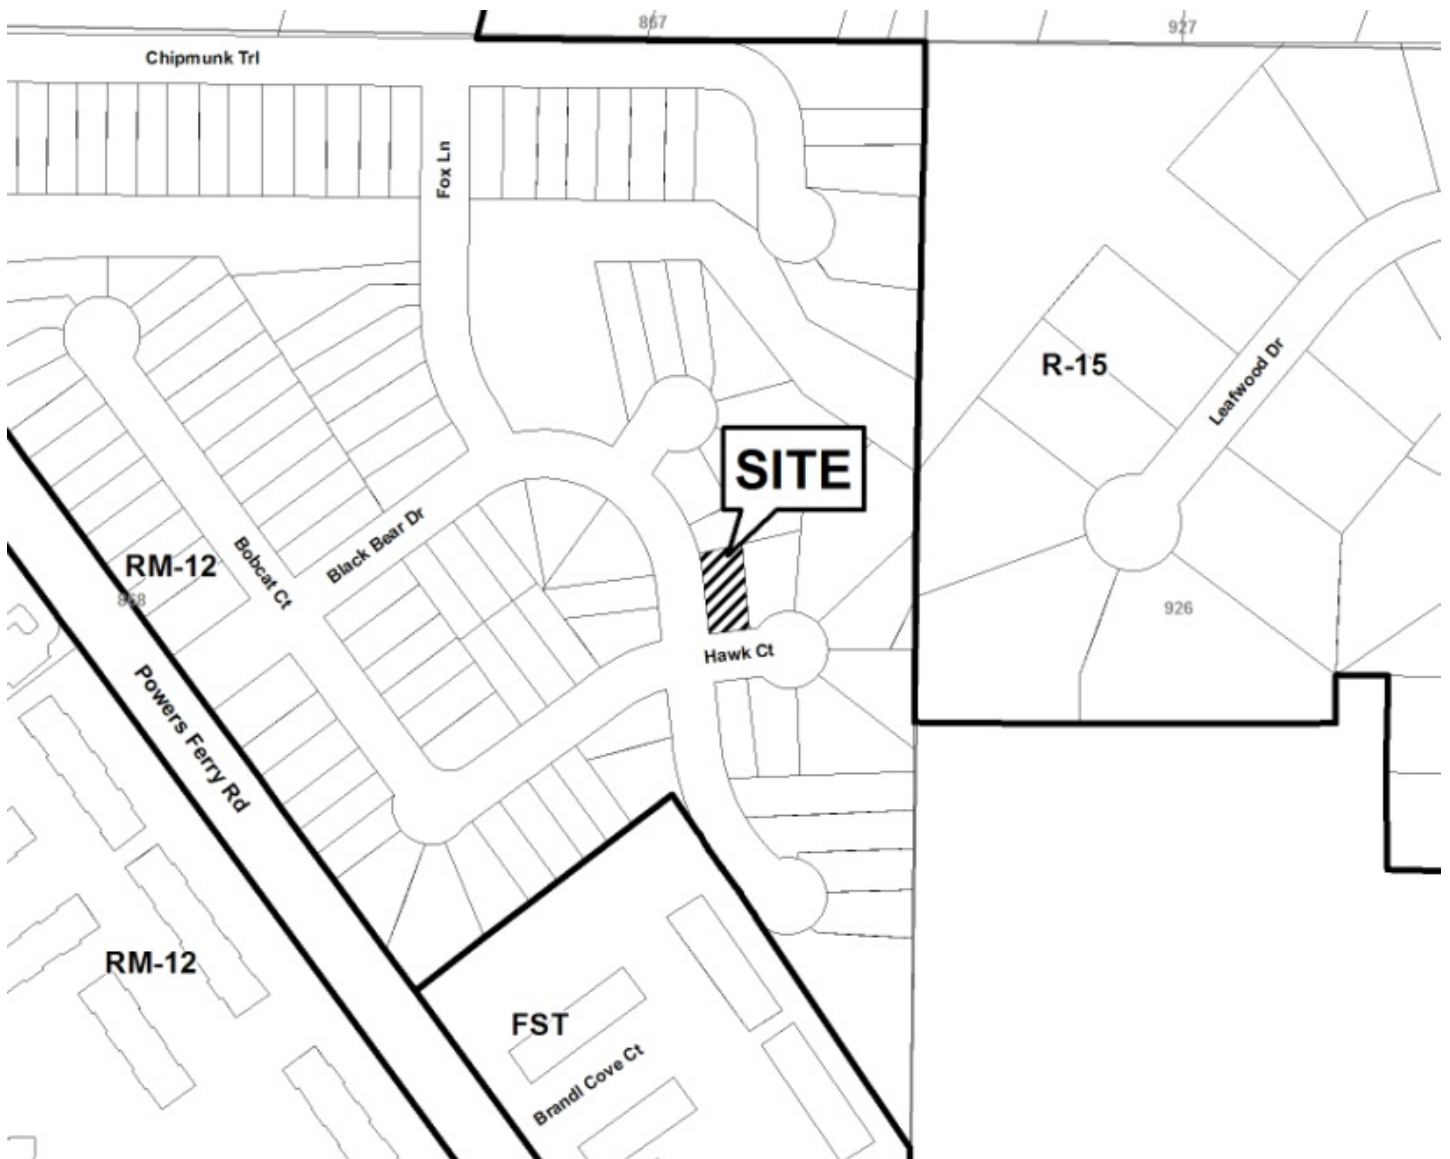 867
927
Chipmunk Trl
Fox Ln
R-15
Leafwood Dr
SITE
Black Bear Dr
RM-12
Bobcat Ct
868
926
Hawk Ct
Powers Ferry Rd
RM-12
FST
Brandl Cove Ct